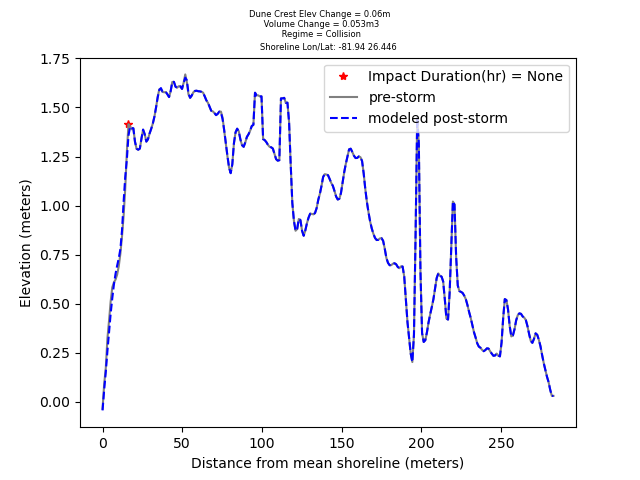 Dune Crest Elev Change = 0.06m
Volume Change = 0.053m3
Regime = Collision
Shoreline Lon/Lat: -81.94 26.446
Impact Duration(hr) = None
pre-storm
modeled post-storm
1.75
1.50
1.25
1.00
0.75
0.50
0.25
0.00
Elevation (meters)
0 50 100 150 200 250
Distance from mean shoreline (meters)